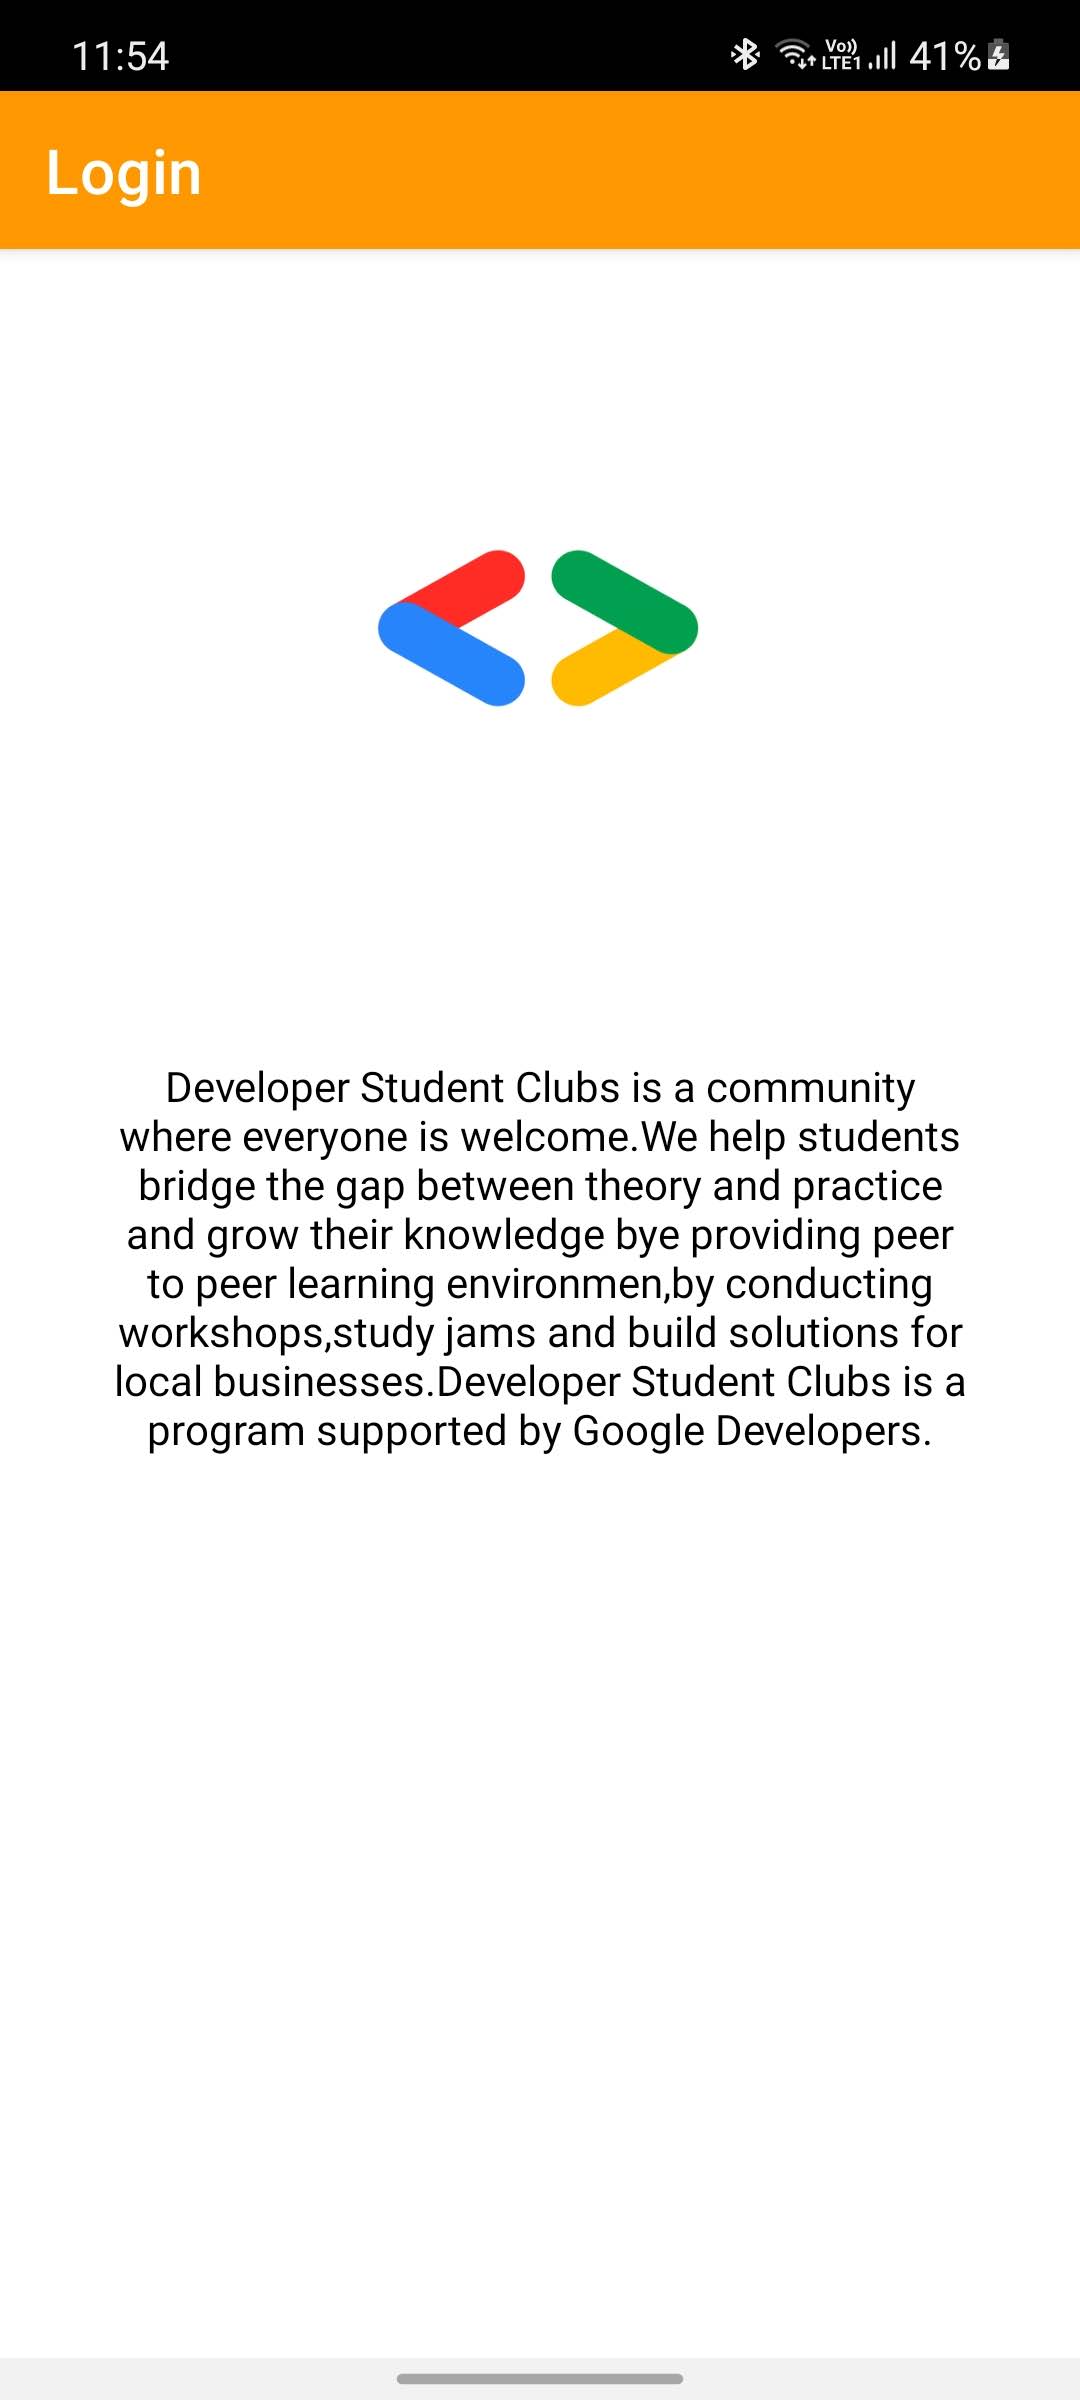 11:54
Vo)) LTE1 41%
Login
Developer Student Clubs is a community
where everyone is welcome.We help students
bridge the gap between theory and practice
and grow their knowledge bye providing peer
to peer learning environmen,by conducting
workshops,study jams and build solutions for
local businesses.Developer Student Clubs is a
program supported by Google Developers.